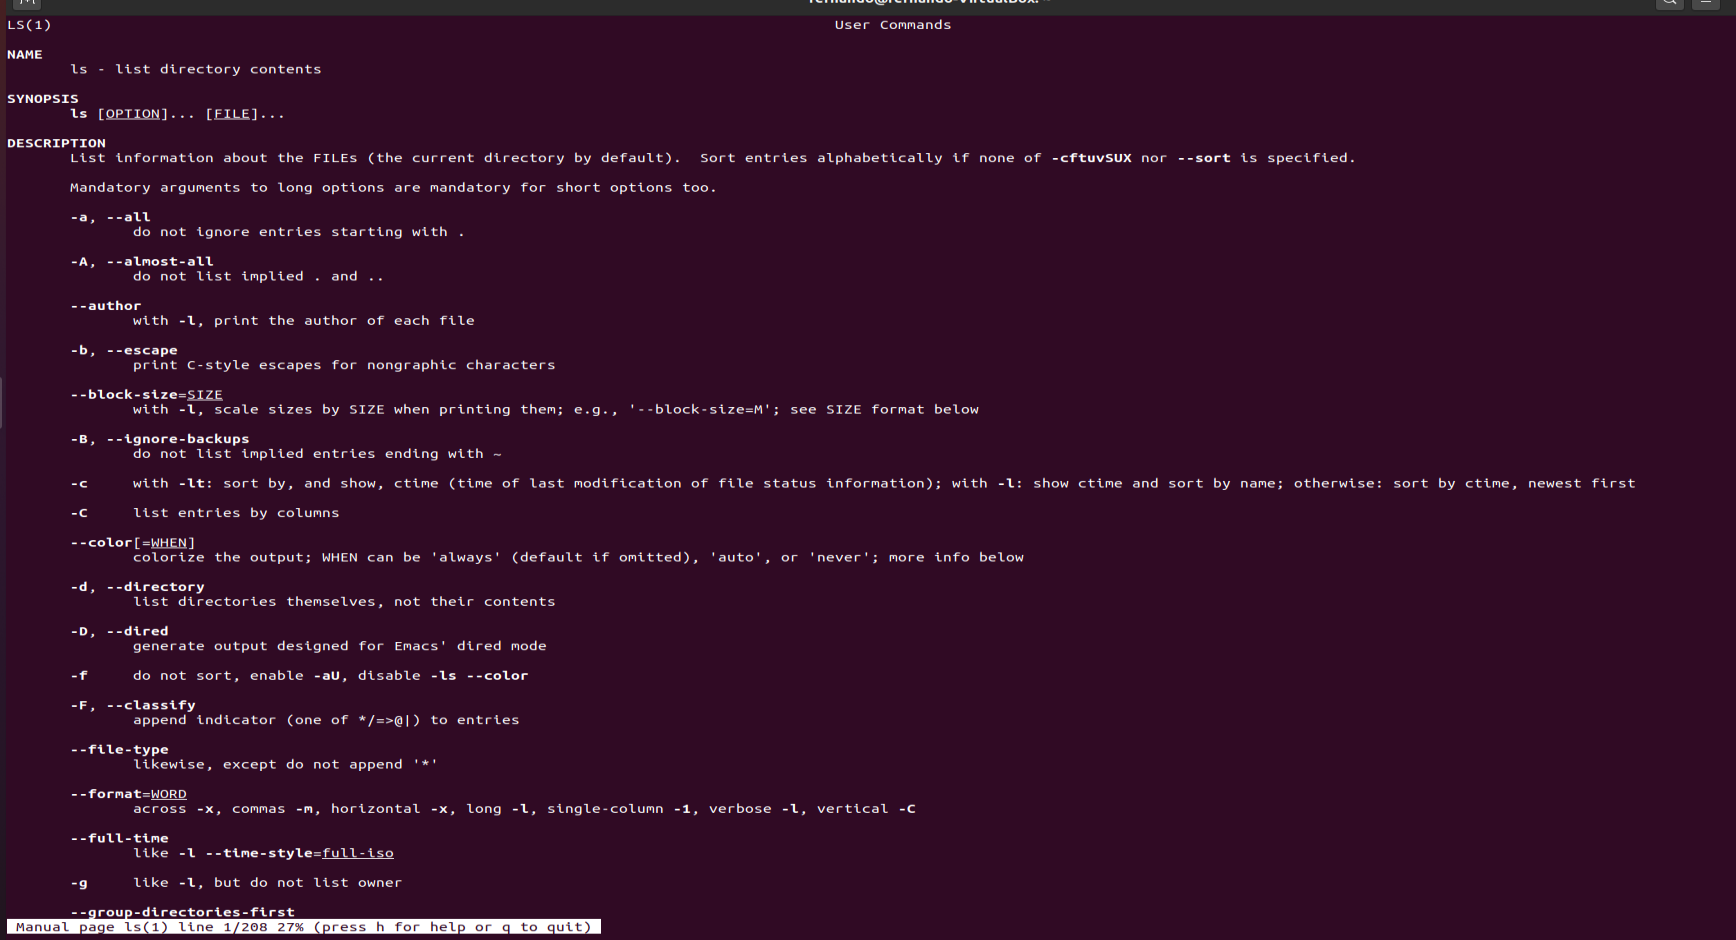 LS(1) User Commands
NAME
ls - list directory contents
SYNOPSIS
ls [OPTION]... [FILE]...
DESCRIPTION
List information about the FILEs (the current directory by default).  Sort entries alphabetically if none of -cftuvSUX nor --sort is specified.
Mandatory arguments to long options are mandatory for short options too.
-a, --all
do not ignore entries starting with .
-A, --almost-all
do not list implied . and ..
--author
with -l, print the author of each file
-b, --escape
print C-style escapes for nongraphic characters
--block-size=SIZE
with -l, scale sizes by SIZE when printing them; e.g., '--block-size=M'; see SIZE format below
-B, --ignore-backups
do not list implied entries ending with ~
-c with -lt: sort by, and show, ctime (time of last modification of file status information); with -l: show ctime and sort by name; otherwise: sort by ctime, newest first
-C list entries by columns
--color[=WHEN]
colorize the output; WHEN can be 'always' (default if omitted), 'auto', or 'never'; more info below
-d, --directory
list directories themselves, not their contents
-D, --dired
generate output designed for Emacs' dired mode
-f do not sort, enable -aU, disable -ls --color
-F, --classify
append indicator (one of */=>@|) to entries
--file-type
likewise, except do not append '*'
--format=WORD
across -x, commas -m, horizontal -x, long -l, single-column -1, verbose -l, vertical -C
--full-time
like -l --time-style=full-iso
-g like -l, but do not list owner
--group-directories-first
Manual page ls(1) line 1/208 27% (press h for help or q to quit)